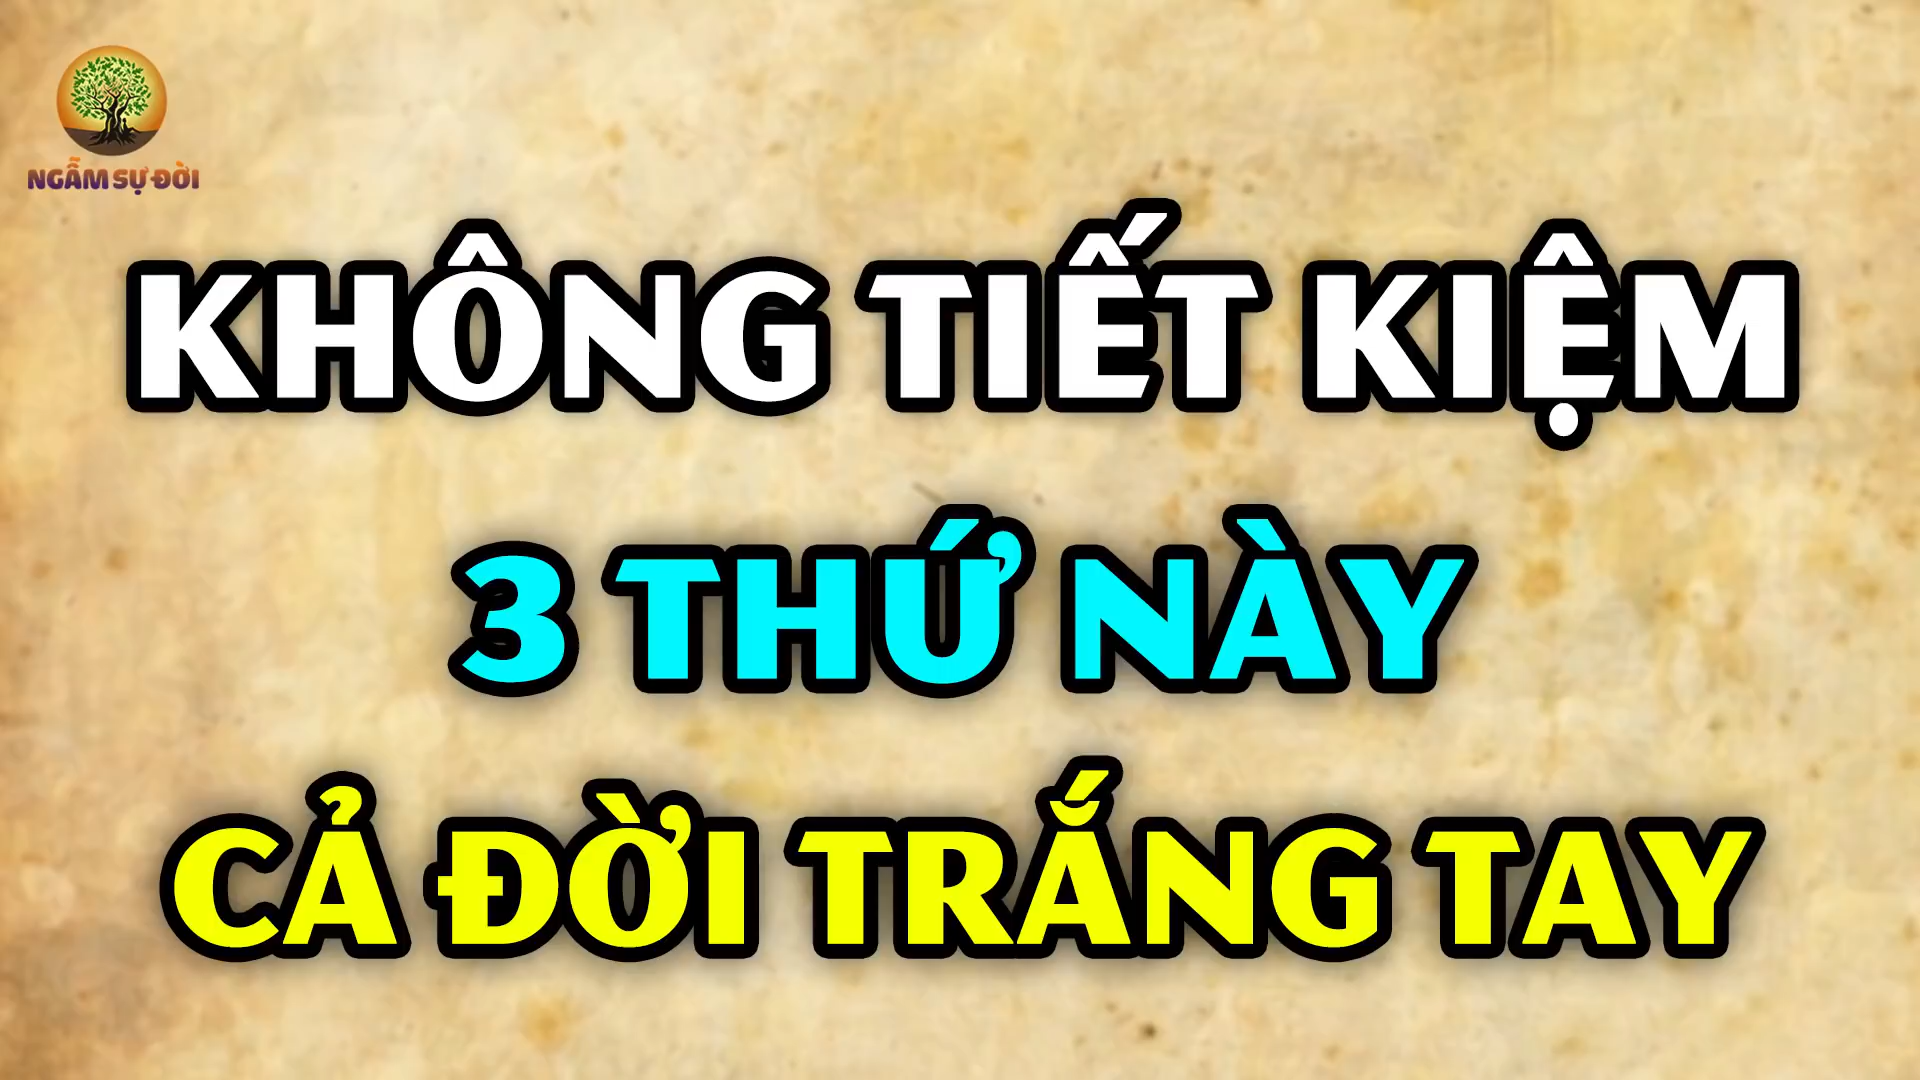 NGẪM SỰ ĐỜI
KHÔNG TIẾT KIỆM
3 THỨ NÀY
CẢ ĐỜI TRẮNG TAY